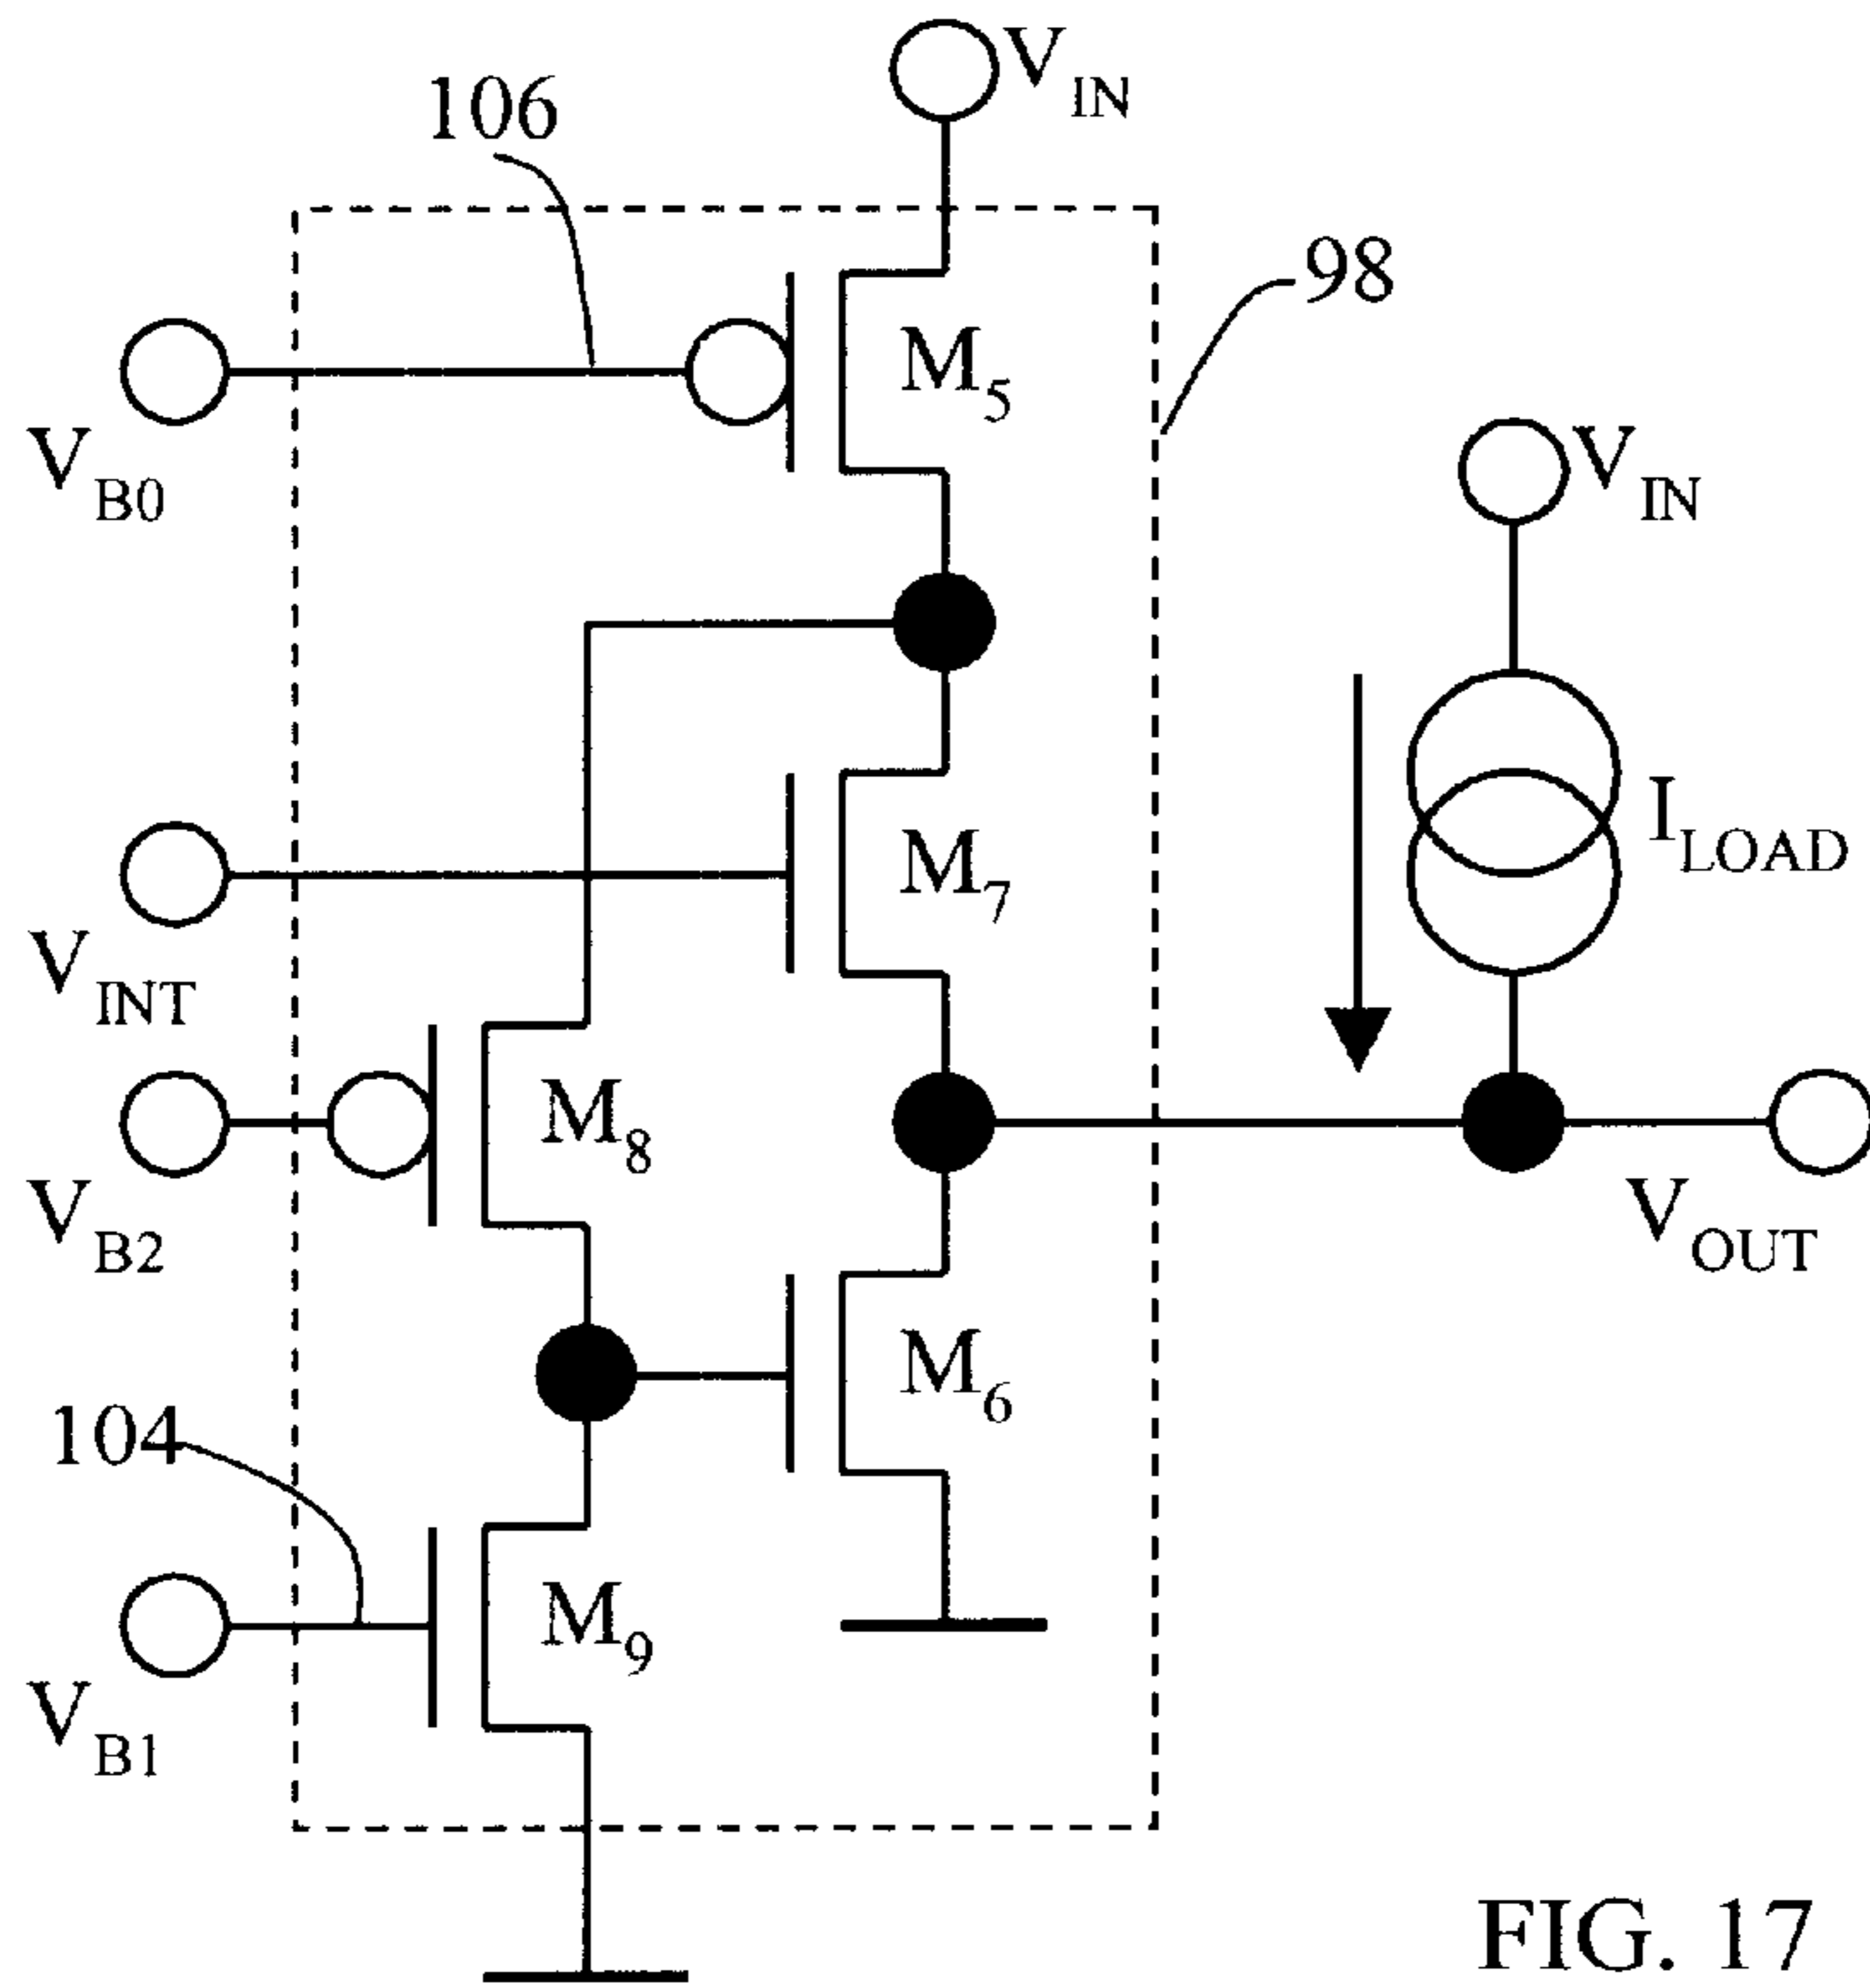 V_IN
106
98
M_5
V_B0
V_IN
M_7
I_LOAD
V_INT
M_8
V_B2
V_OUT
M_6
104
M_9
V_B1
FIG. 17